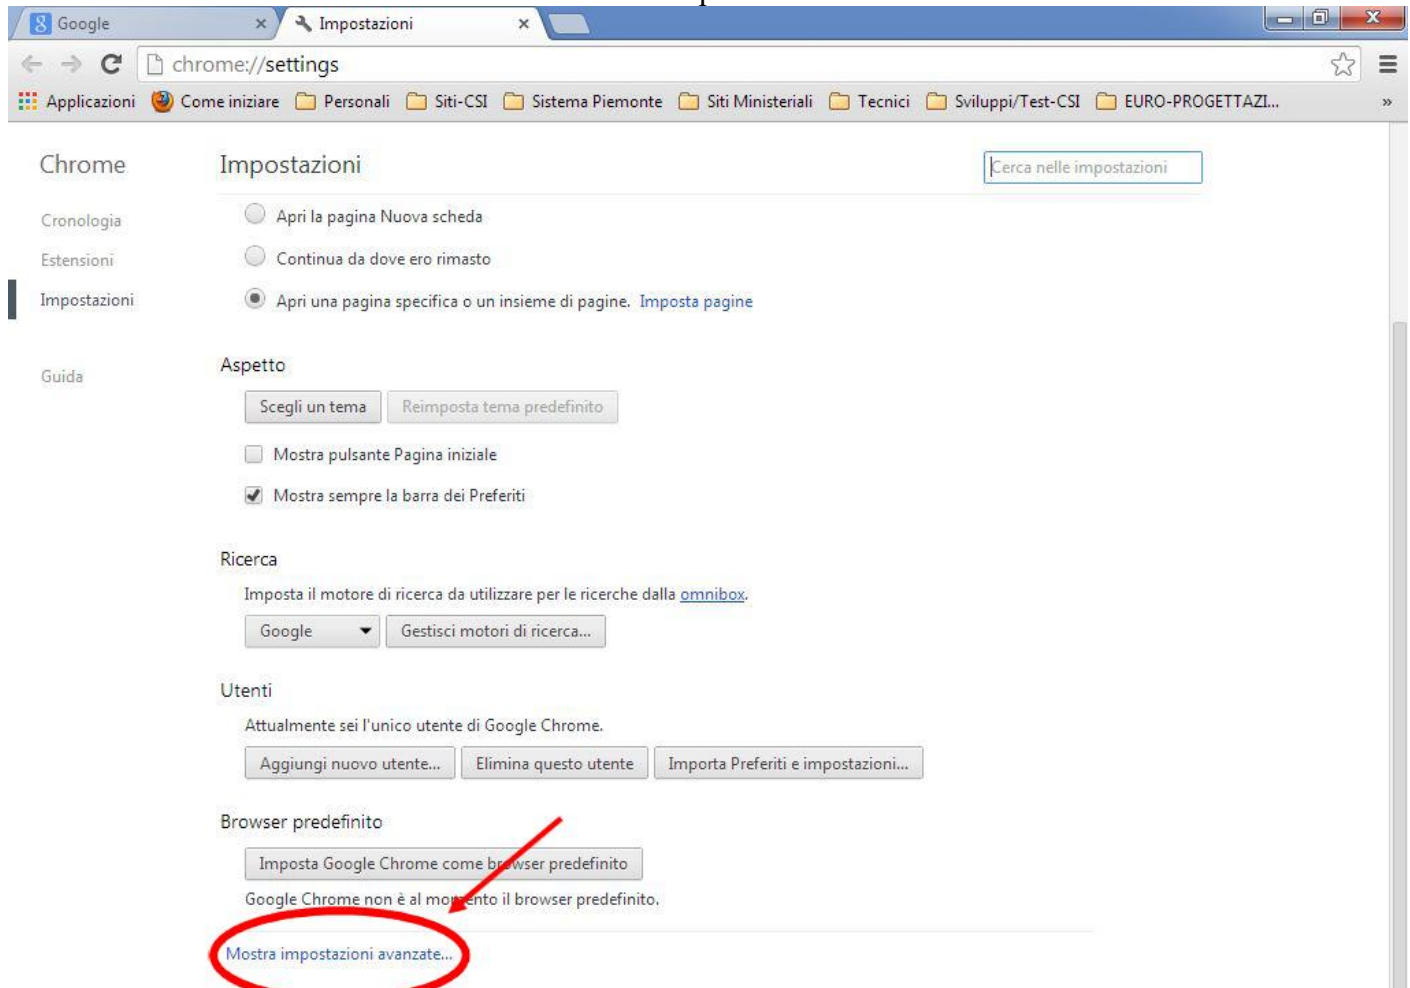 Google
Impostazioni
chrome://settings
Applicazioni Come iniziare Personali Siti-CSI Sistema Piemonte Siti Ministeriali Tecnici Sviluppi/Test-CSI EURO-PROGETTAZI... »
Chrome
Impostazioni
Cerca nelle impostazioni
Cronologia
Estensioni
Impostazioni
Guida
Apri la pagina Nuova scheda
Continua da dove ero rimasto
Apri una pagina specifica o un insieme di pagine. Imposta pagine
Aspetto
Scegli un tema Reimposta tema predefinito
Mostra pulsante Pagina iniziale
Mostra sempre la barra dei Preferiti
Ricerca
Imposta il motore di ricerca da utilizzare per le ricerche dalla omnibox.
Google Gestisci motori di ricerca...
Utenti
Attualmente sei l'unico utente di Google Chrome.
Aggiungi nuovo utente... Elimina questo utente Importa Preferiti e impostazioni...
Browser predefinito
Imposta Google Chrome come browser predefinito
Google Chrome non è al momento il browser predefinito.
Mostra impostazioni avanzate...